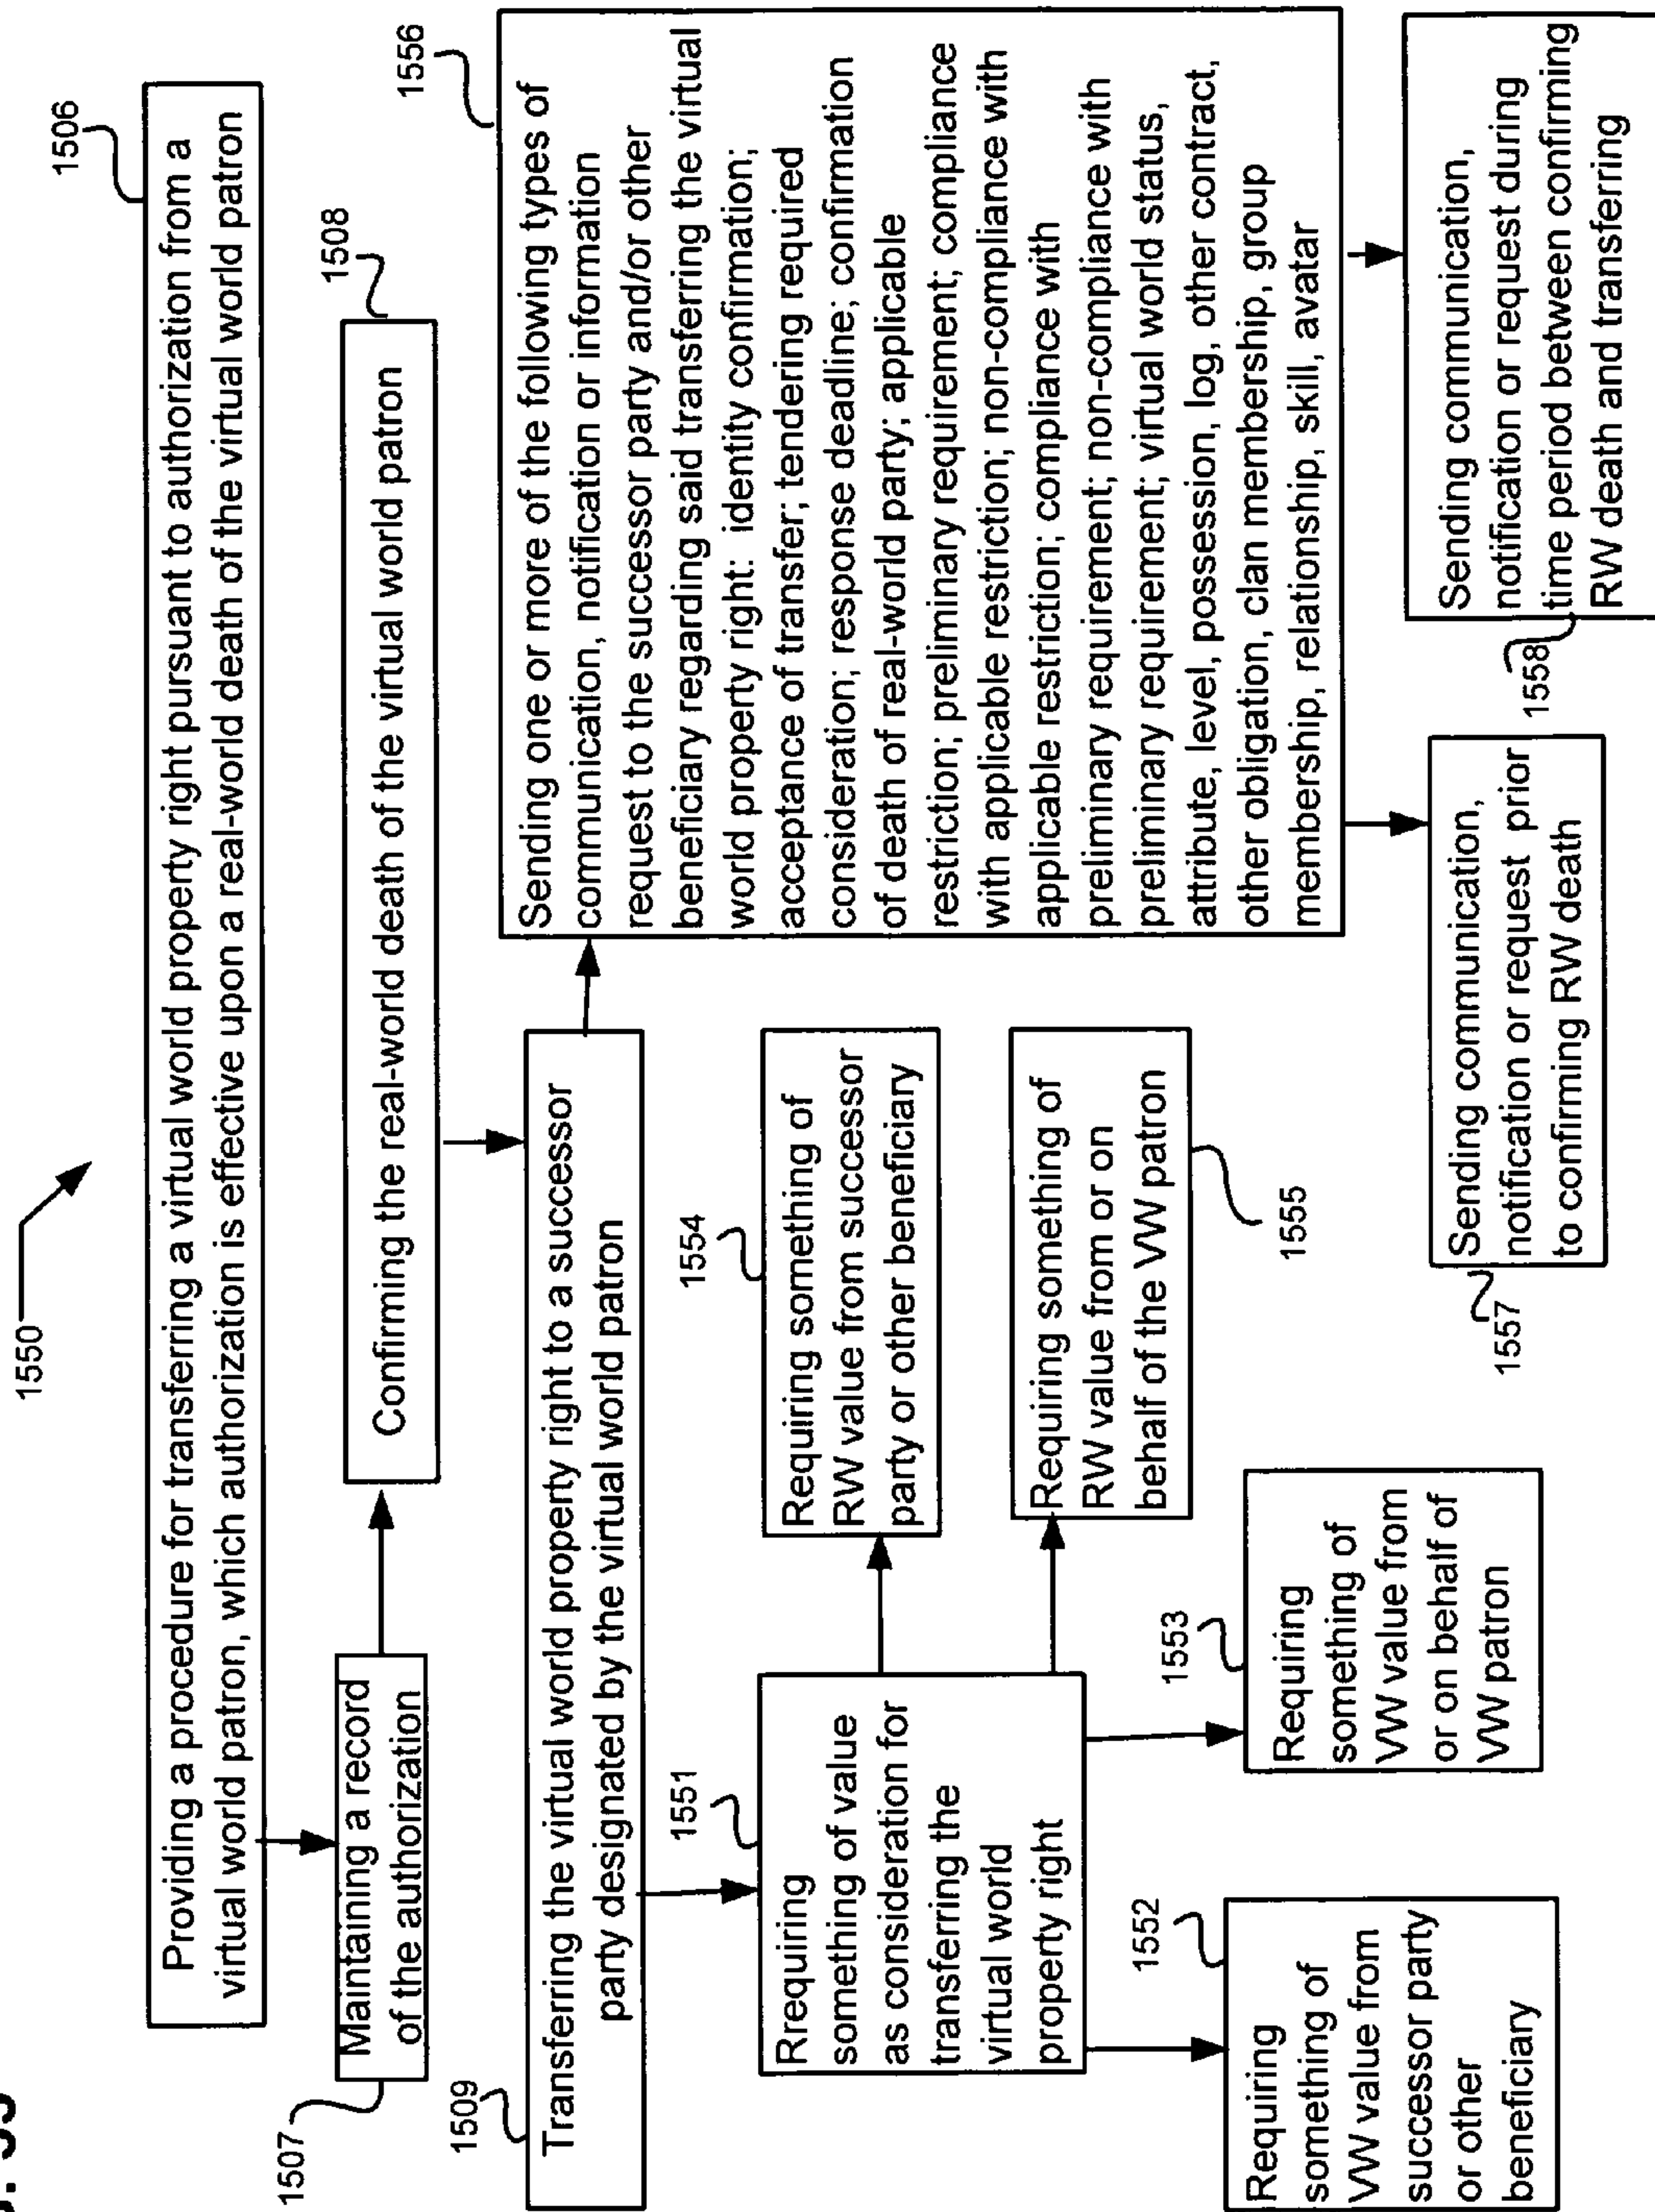 1550
1506
Providing a procedure for transferring a virtual world property right pursuant to authorization from a
virtual world patron, which authorization is effective upon a real-world death of the virtual world patron
1507
Maintaining a record
of the authorization
1508
Confirming the real-world death of the virtual world patron
1509
Transferring the virtual world property right to a successor
party designated by the virtual world patron
1556
Sending one or more of the following types of
communication, notification or information
request to the successor party and/or other
beneficiary regarding said transferring the virtual
world property right: identity confirmation;
acceptance of transfer; tendering required
consideration; response deadline; confirmation
of death of real-world party; applicable
restriction; preliminary requirement; compliance
with applicable restriction; non-compliance with
applicable restriction; compliance with
preliminary requirement; non-compliance with
preliminary requirement; virtual world status,
attribute, level, possession, log, other contract,
other obligation, clan membership, group
membership, relationship, skill, avatar
1551
Rrequiring
something of value
as consideration for
transferring the
virtual world
property right
1554
Requiring something of
RW value from successor
party or other beneficiary
1555
Requiring something of
RW value from or on
behalf of the VW patron
1552
Requiring
something of
VW value from
successor party
or other
beneficiary
1553
Requiring
something of
VW value from
or on behalf of
VW patron
1557
Sending communication,
notification or request prior
to confirming RW death
1558
Sending communication,
notification or request during
time period between confirming
RW death and transferring